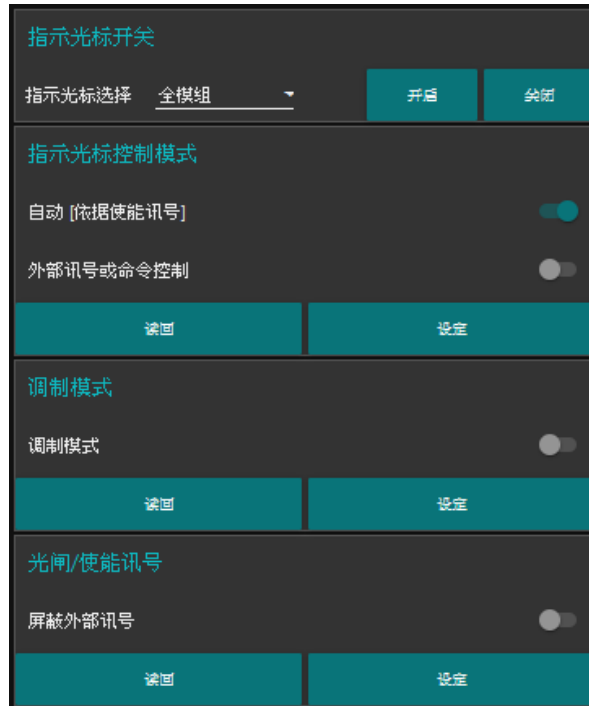 指示光标开关
指示光标选择 全模组 开启 关闭
指示光标控制模式
自动 [依据使能讯号]
外部讯号或命令控制
读回 设定
调制模式
调制模式
读回 设定
光闸/使能讯号
屏蔽外部讯号
读回 设定